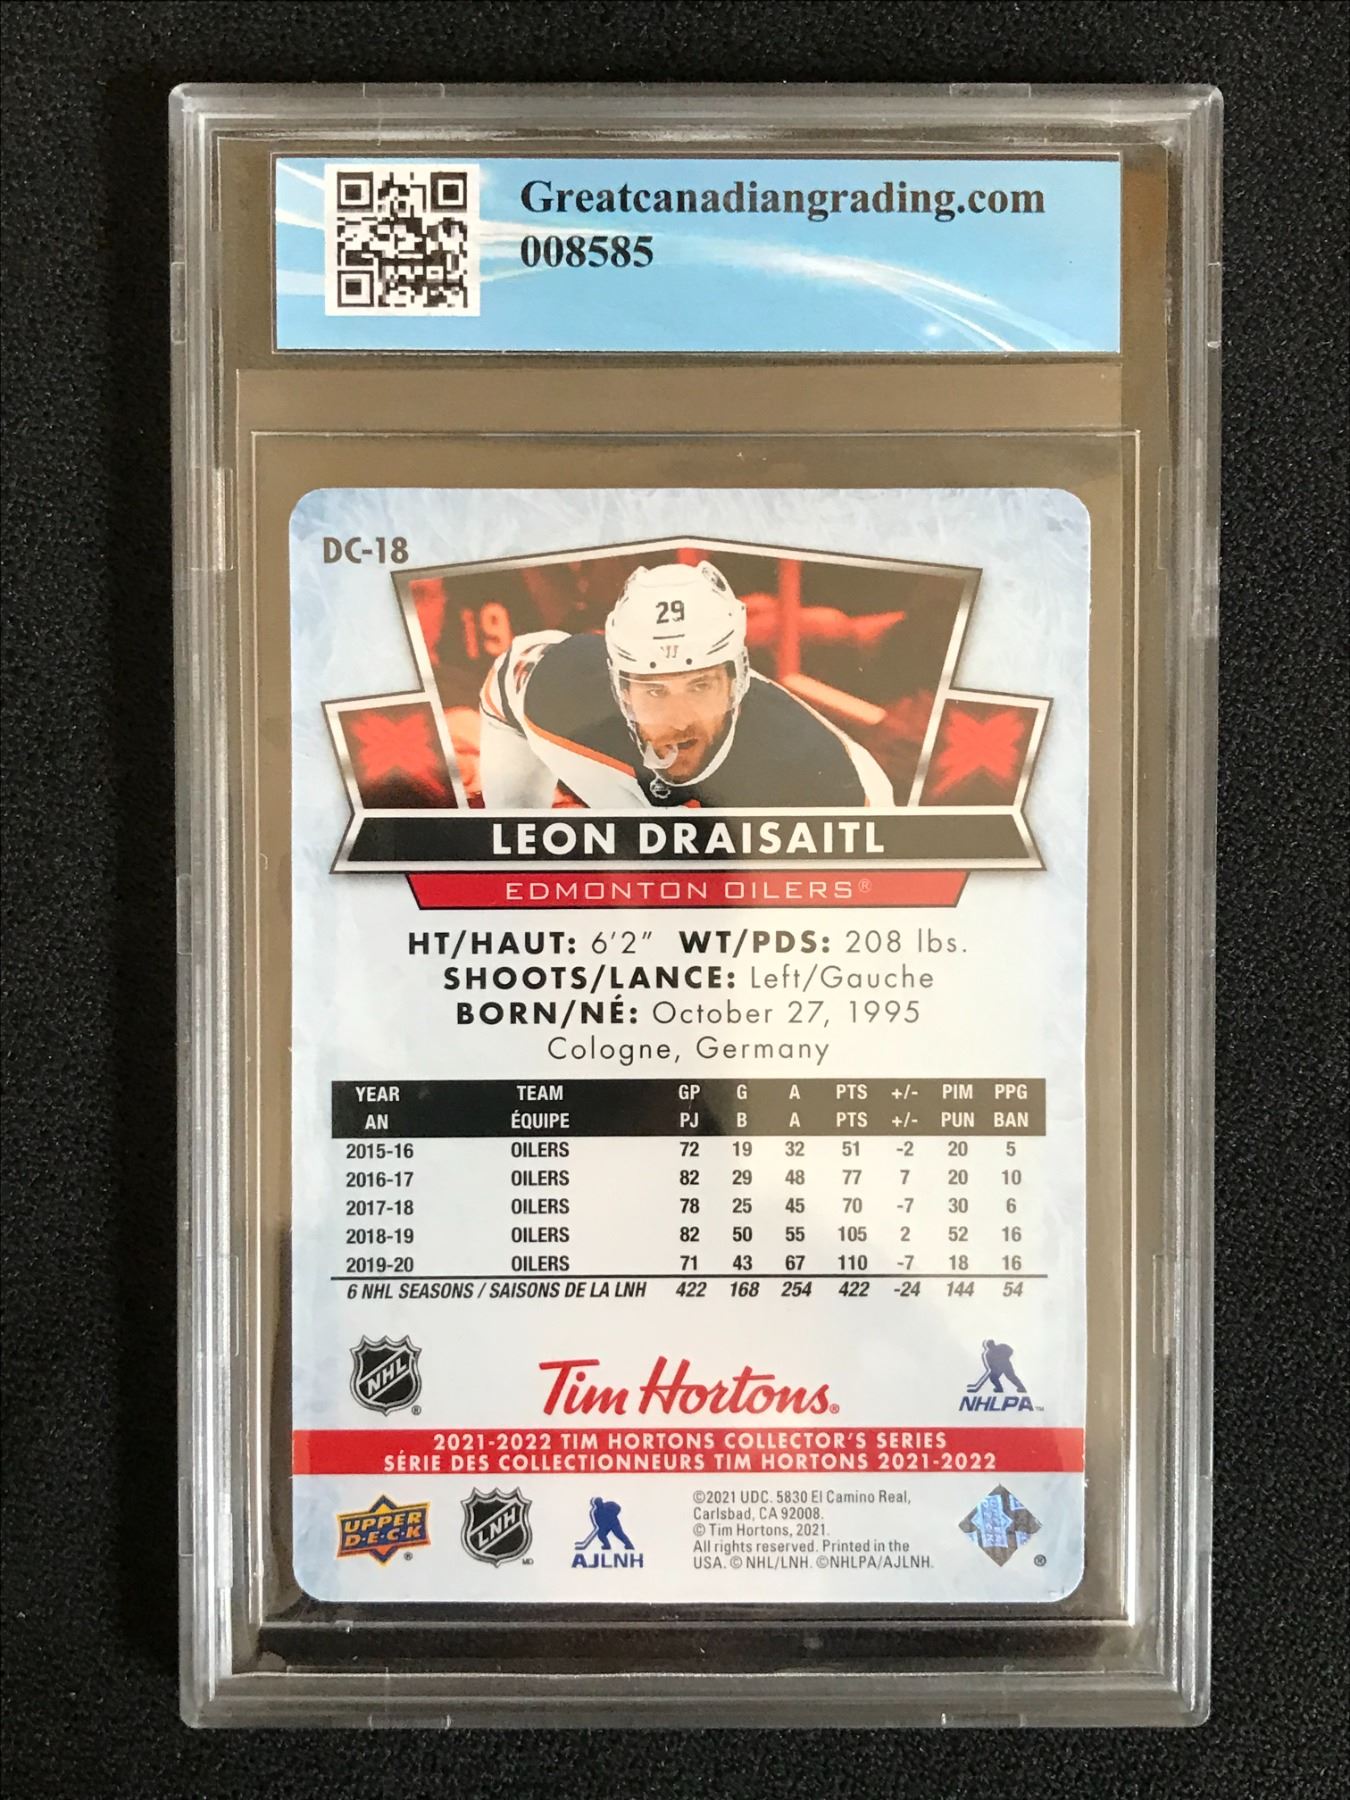 Greatcanadiangrading.com
008585
DC-18
19
29
LEON DRAISAITL
EDMONTON OILERS®
HT/HAUT: 6'2" WT/PDS: 208 lbs.
SHOOTS/LANCE: Left/Gauche
BORN/NÉ: October 27, 1995
Cologne, Germany
YEAR TEAM GP G A PTS +/- PIM PPG
AN ÉQUIPE PJ B A PTS +/- PUN BAN
2015-16 OILERS 72 19 32 51 -2 20 5
2016-17 OILERS 82 29 48 77 7 20 10
2017-18 OILERS 78 25 45 70 -7 30 6
2018-19 OILERS 82 50 55 105 2 52 16
2019-20 OILERS 71 43 67 110 -7 18 16
6 NHL SEASONS / SAISONS DE LA LNH 422 168 254 422 -24 144 54
NHL ®
Tim Hortons®
NHLPA™
2021-2022 TIM HORTONS COLLECTOR'S SERIES
SÉRIE DES COLLECTIONNEURS TIM HORTONS 2021-2022
UPPER
D·E·C·K
®
LNH
MD
AJLNH
©2021 UDC. 5830 El Camino Real,
Carlsbad, CA 92008.
© Tim Hortons, 2021.
All rights reserved. Printed in the
USA. © NHL/LNH. ©NHLPA/AJLNH.
®